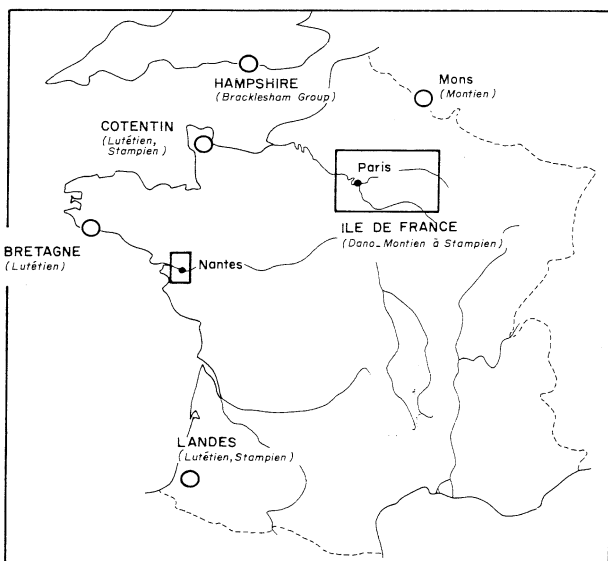 HAMPSHIRE
(Bracklesham Group)
Mons
(Montien)
COTENTIN
(Lutétien,
Stampien)
Paris
ILE DE FRANCE
(Dano_Montien à Stampien)
BRETAGNE
(Lutétien)
Nantes
LANDES
(Lutétien, Stampien)